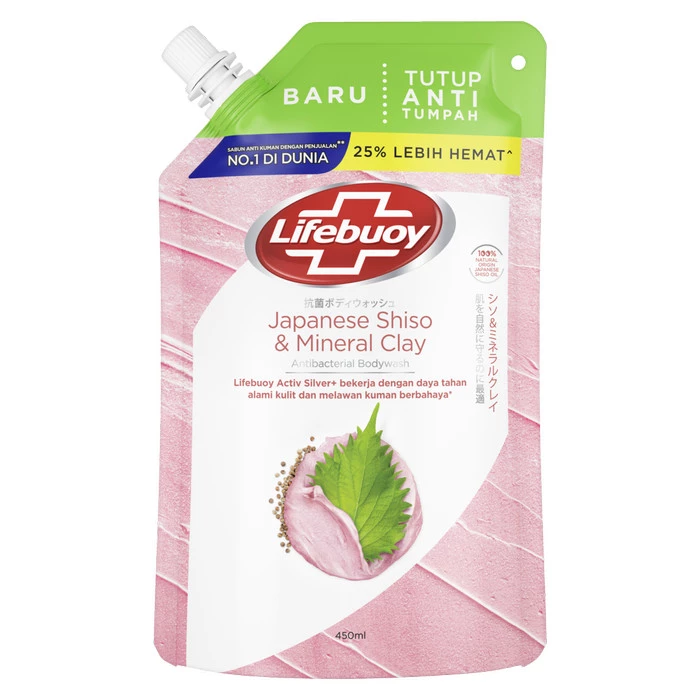 BARU
TUTUP
ANTI
TUMPAH
SABUN ANTI KUMAN DENGAN PENJUALAN**
NO.1 DI DUNIA
25% LEBIH HEMAT^
Lifebuoy
抗菌ボディウォッシュ
Japanese Shiso
& Mineral Clay
Antibacterial Bodywash
Lifebuoy Activ Silver+ bekerja dengan daya tahan
alami kulit dan melawan kuman berbahaya*
100%
NATURAL
ORIGIN
JAPANESE
SHISO OIL
シソ&ミネラルクレイ
肌を自然に守るのに最適
450ml